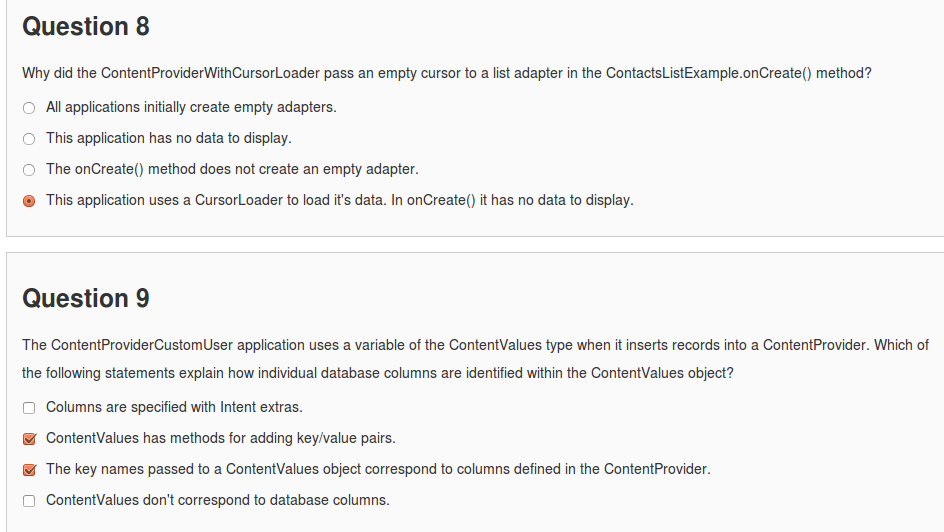 Question 8
Why did the ContentProviderWithCursorLoader pass an empty cursor to a list adapter in the ContactsListExample.onCreate() method?
All applications initially create empty adapters.
This application has no data to display.
The onCreate() method does not create an empty adapter.
This application uses a CursorLoader to load it's data. In onCreate() it has no data to display.
Question 9
The ContentProviderCustomUser application uses a variable of the ContentValues type when it inserts records into a ContentProvider. Which of
the following statements explain how individual database columns are identified within the ContentValues object?
Columns are specified with Intent extras.
ContentValues has methods for adding key/value pairs.
The key names passed to a ContentValues object correspond to columns defined in the ContentProvider.
ContentValues don't correspond to database columns.